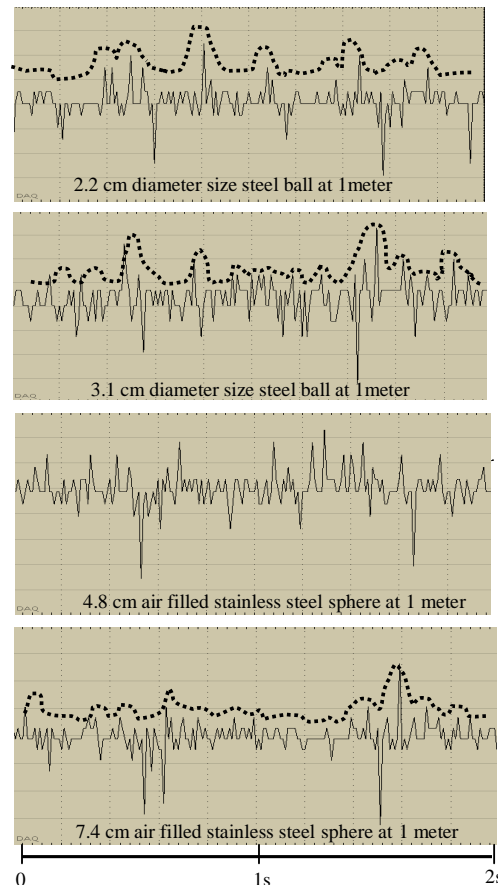 DAQ
2.2 cm diameter size steel ball at 1meter
DAQ
3.1 cm diameter size steel ball at 1meter
DAQ
4.8 cm air filled stainless steel sphere at 1 meter
DAQ
7.4 cm air filled stainless steel sphere at 1 meter
0 1s 2s